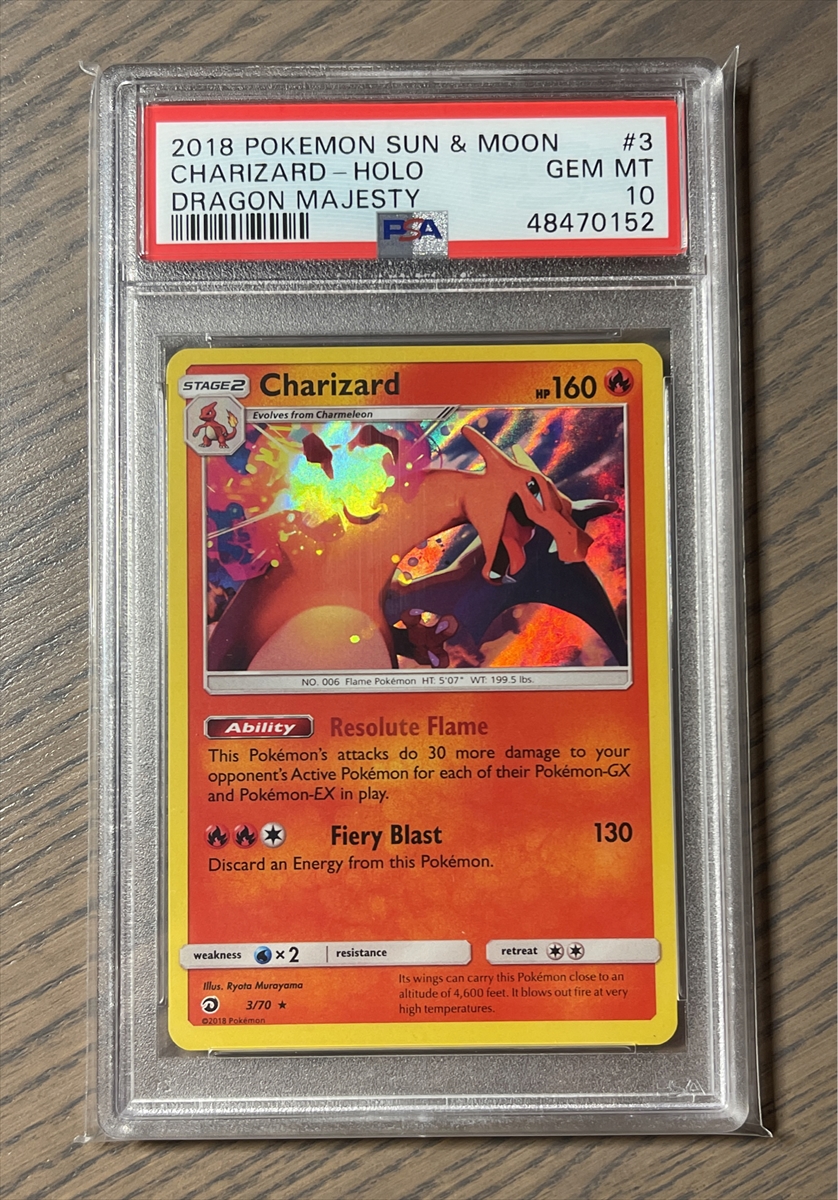 2018 POKEMON SUN & MOON #3
CHARIZARD-HOLO GEM MT
DRAGON MAJESTY 10
PSA 48470152
STAGE2 Charizard HP 160
Evolves from Charmeleon
NO. 006 Flame Pokémon HT: 5'07" WT: 199.5 lbs.
Ability Resolute Flame
This Pokémon's attacks do 30 more damage to your
opponent's Active Pokémon for each of their Pokémon-GX
and Pokémon-EX in play.
Fiery Blast 130
Discard an Energy from this Pokémon.
weakness ×2 resistance retreat
Illus. Ryota Murayama
3/70 ★
©2018 Pokémon
Its wings can carry this Pokémon close to an
altitude of 4,600 feet. It blows out fire at very
high temperatures.